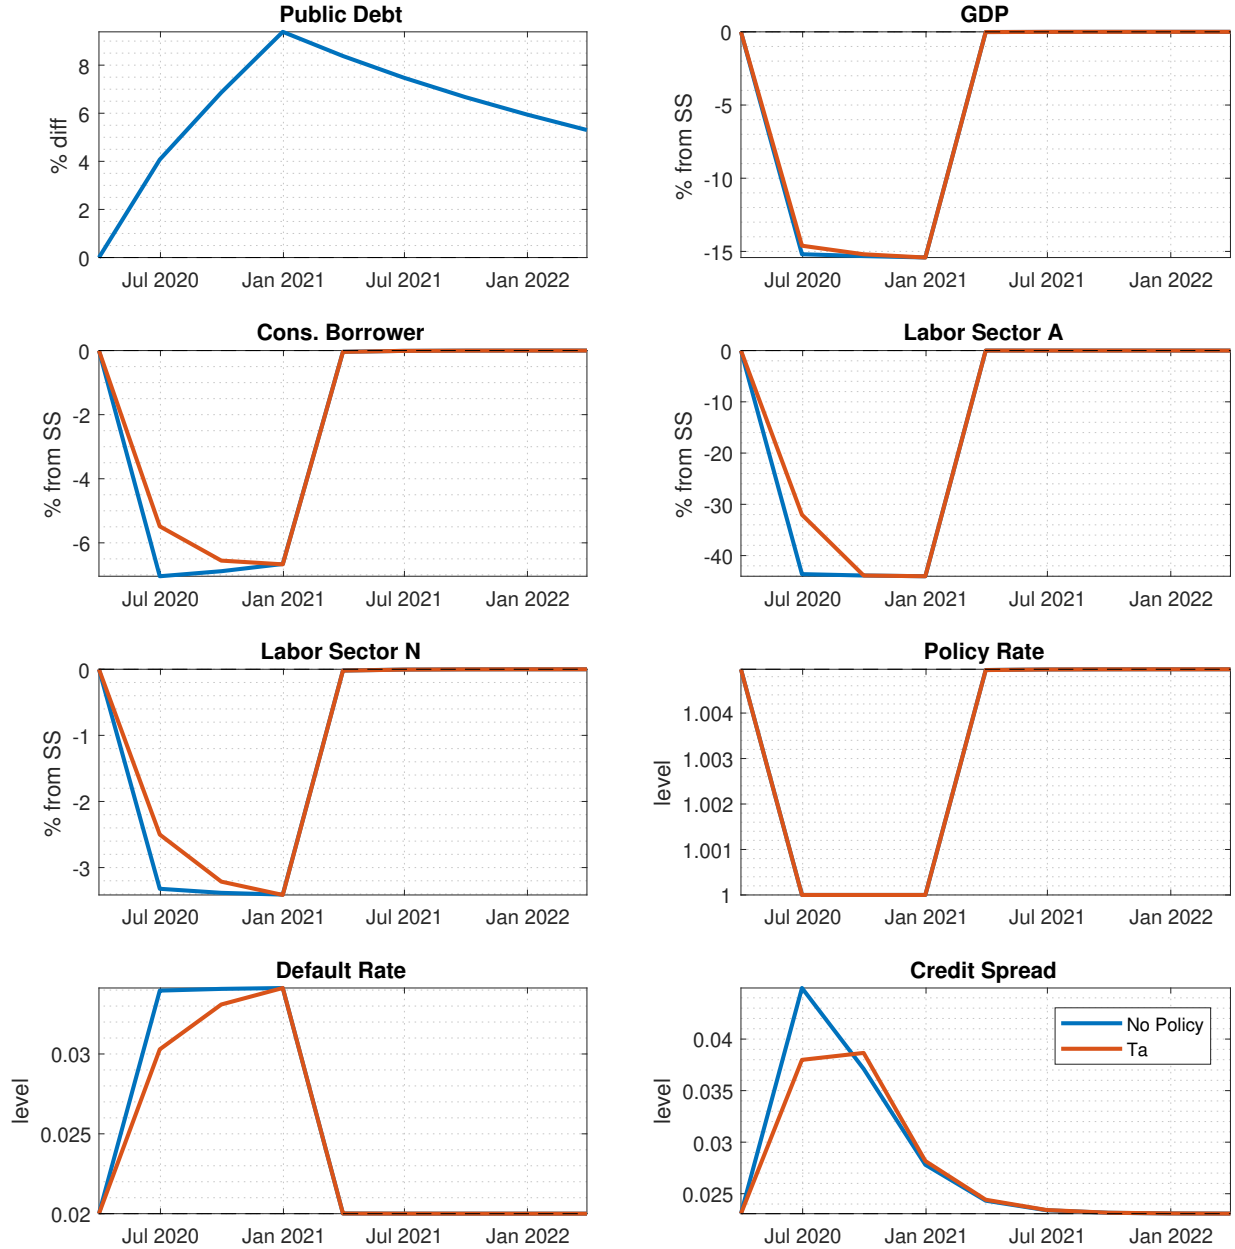 Public Debt
% diff
8
6
4
2
0
Jul 2020 Jan 2021 Jul 2021 Jan 2022
GDP
% from SS
0
-5
-10
-15
Jul 2020 Jan 2021 Jul 2021 Jan 2022
Cons. Borrower
% from SS
0
-2
-4
-6
Jul 2020 Jan 2021 Jul 2021 Jan 2022
Labor Sector A
% from SS
0
-10
-20
-30
-40
Jul 2020 Jan 2021 Jul 2021 Jan 2022
Labor Sector N
% from SS
0
-1
-2
-3
Jul 2020 Jan 2021 Jul 2021 Jan 2022
Policy Rate
level
1.004
1.003
1.002
1.001
1
Jul 2020 Jan 2021 Jul 2021 Jan 2022
Default Rate
level
0.03
0.025
0.02
Jul 2020 Jan 2021 Jul 2021 Jan 2022
Credit Spread
level
0.04
0.035
0.03
0.025
No Policy
Ta
Jul 2020 Jan 2021 Jul 2021 Jan 2022